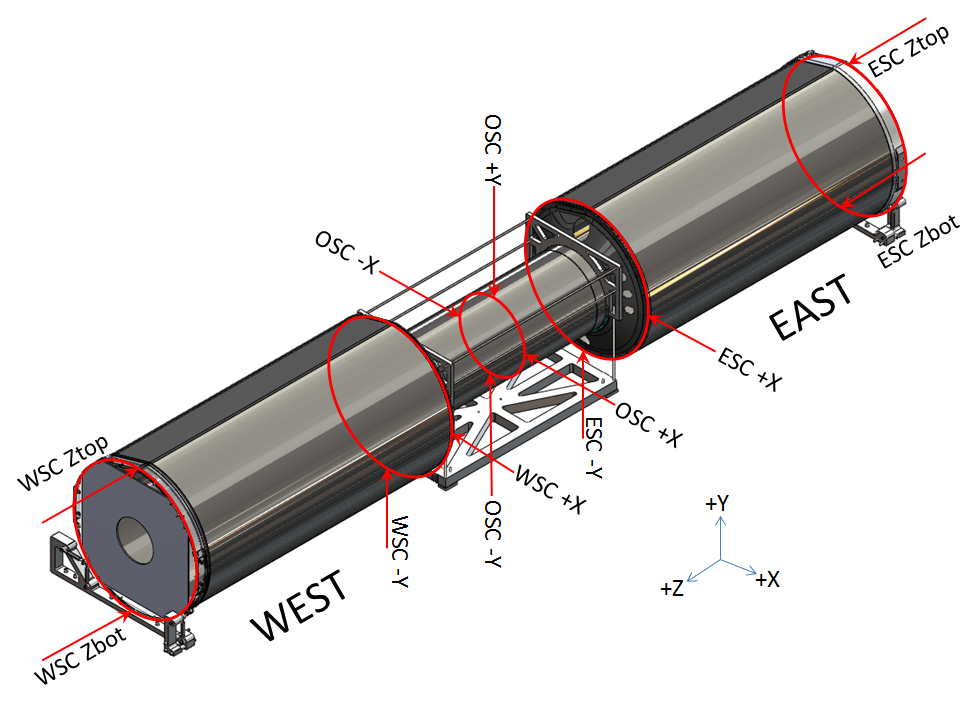 ESC Ztop
OSC +Y
OSC -X
ESC Zbot
EAST
ESC +X
OSC +X
ESC -Y
WSC Ztop
WSC +X
OSC -Y
WSC -Y
+Y
+X
+Z
WEST
WSC Zbot